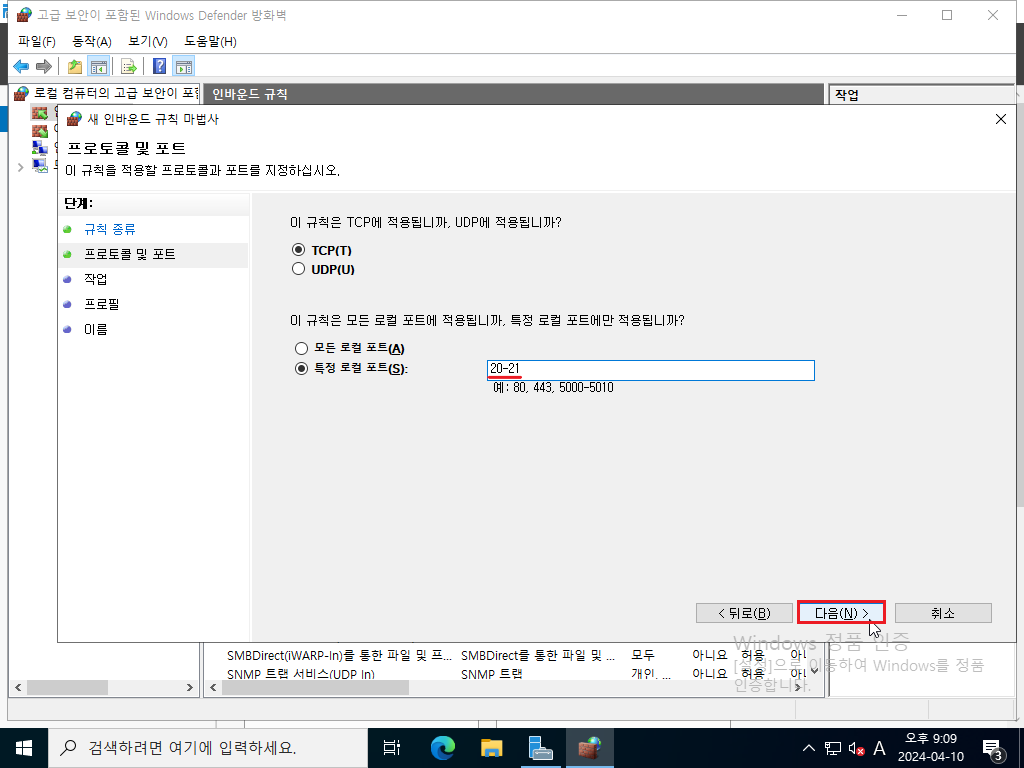 고급 보안이 포함된 Windows Defender 방화벽
파일(F) 동작(A) 보기(V) 도움말(H)
로컬 컴퓨터의 고급 보안이 포함
인바운드 규칙
작업
새 인바운드 규칙 마법사
프로토콜 및 포트
이 규칙을 적용할 프로토콜과 포트를 지정하십시오.
단계:
규칙 종류
프로토콜 및 포트
작업
프로필
이름
이 규칙은 TCP에 적용됩니까, UDP에 적용됩니까?
TCP(T)
UDP(U)
이 규칙은 모든 로컬 포트에 적용됩니까, 특정 로컬 포트에만 적용됩니까?
모든 로컬 포트(A)
특정 로컬 포트(S):
20-21
예: 80, 443, 5000-5010
< 뒤로(B)
다음(N) >
취소
Windows 정품 인증
[설정]으로 이동하여 Windows를 정품
인증합니다.
SMBDirect(iWARP-In)를 통한 파일 및 프... SMBDirect를 통한 파일 및 ... 모두 아니요 허용 아니
SNMP 트랩 서비스(UDP In) SNMP 트랩 개인, ... 아니요 허용 아니
검색하려면 여기에 입력하세요.
A
오후 9:09
2024-04-10
3